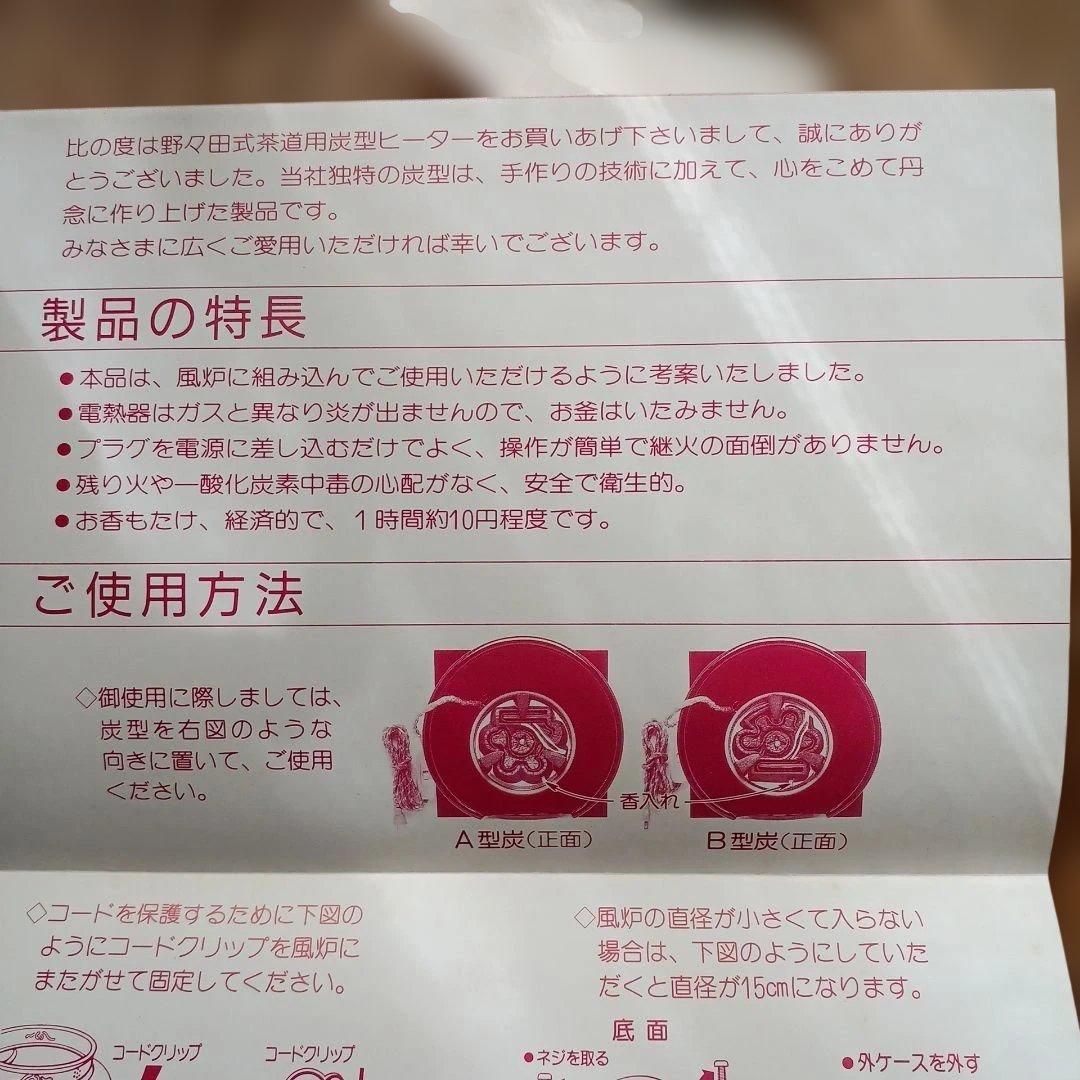 比の度は野々田式茶道用炭型ヒーターをお買いあげ下さいまして、誠にありが
とうございました。当社独特の炭型は、手作りの技術に加えて、心をこめて丹
念に作り上げた製品です。
みなさまに広くご愛用いただければ幸いでございます。
製品の特長
●本品は、風炉に組み込んでご使用いただけるように考案いたしました。
●電熱器はガスと異なり炎が出ませんので、お釜はいたみません。
●プラグを電源に差し込むだけでよく、操作が簡単で継火の面倒がありません。
●残り火や一酸化炭素中毒の心配がなく、安全で衛生的。
●お香もたけ、経済的で、1時間約10円程度です。
ご使用方法
◇御使用に際しましては、
炭型を右図のような
向きに置いて、ご使用
ください。
香入れ
A型炭(正面)
B型炭(正面)
◇コードを保護するために下図の
ようにコードクリップを風炉に
またがせて固定してください。
コードクリップ
コードクリップ
◇風炉の直径が小さくて入らない
場合は、下図のようにしていた
だくと直径が15cmになります。
底面
●ネジを取る
●外ケースを外す